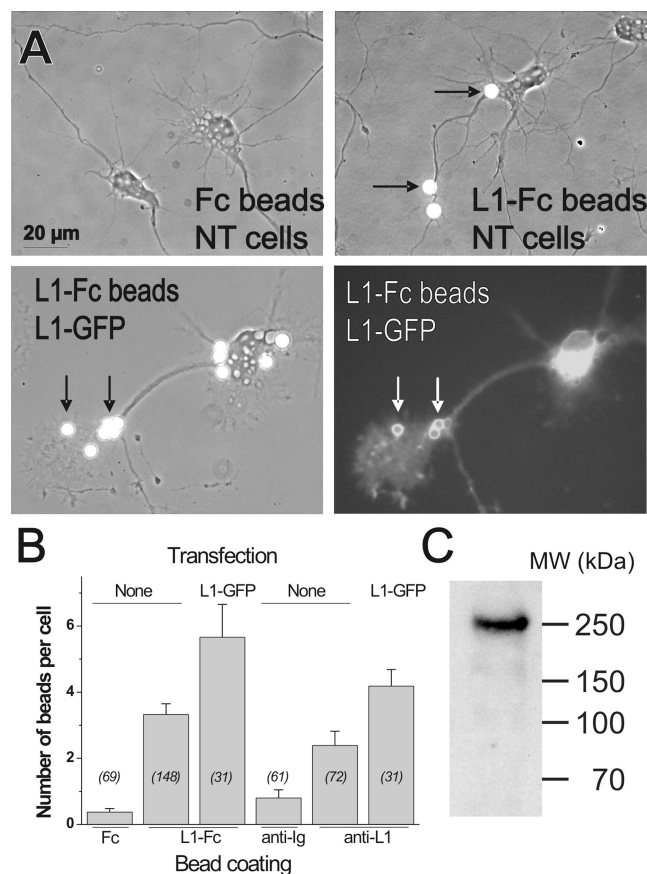 A
Fc beads
NT cells
20 µm
L1-Fc beads
NT cells
L1-Fc beads
L1-GFP
L1-Fc beads
L1-GFP
B
Transfection
None
L1-GFP
None
L1-GFP
Number of beads per cell
6
4
2
0
(69)
(148)
(31)
(61)
(72)
(31)
Fc
L1-Fc
anti-Ig
anti-L1
Bead coating
C
MW (kDa)
250
150
100
70